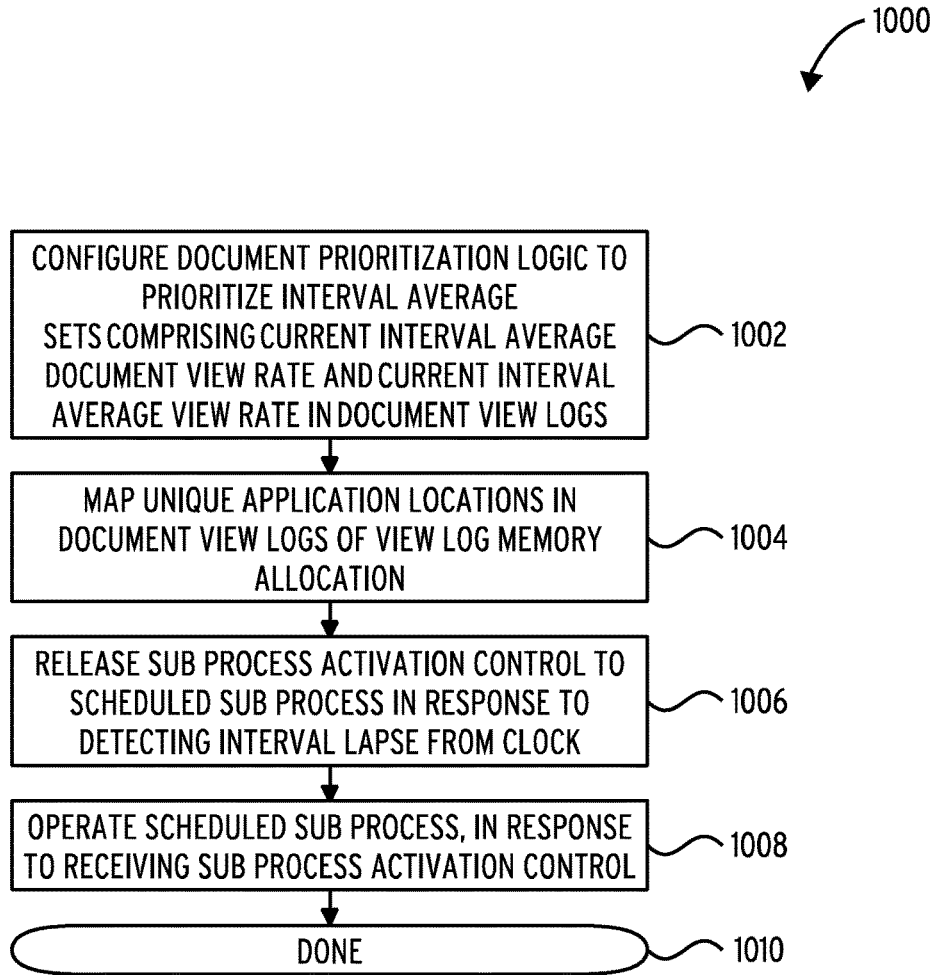 1000
CONFIGURE DOCUMENT PRIORITIZATION LOGIC TO
PRIORITIZE INTERVAL AVERAGE
SETS COMPRISING CURRENT INTERVAL AVERAGE
DOCUMENT VIEW RATE AND CURRENT INTERVAL
AVERAGE VIEW RATE IN DOCUMENT VIEW LOGS
1002
MAP UNIQUE APPLICATION LOCATIONS IN
DOCUMENT VIEW LOGS OF VIEW LOG MEMORY
ALLOCATION
1004
RELEASE SUB PROCESS ACTIVATION CONTROL TO
SCHEDULED SUB PROCESS IN RESPONSE TO
DETECTING INTERVAL LAPSE FROM CLOCK
1006
OPERATE SCHEDULED SUB PROCESS, IN RESPONSE
TO RECEIVING SUB PROCESS ACTIVATION CONTROL
1008
DONE
1010